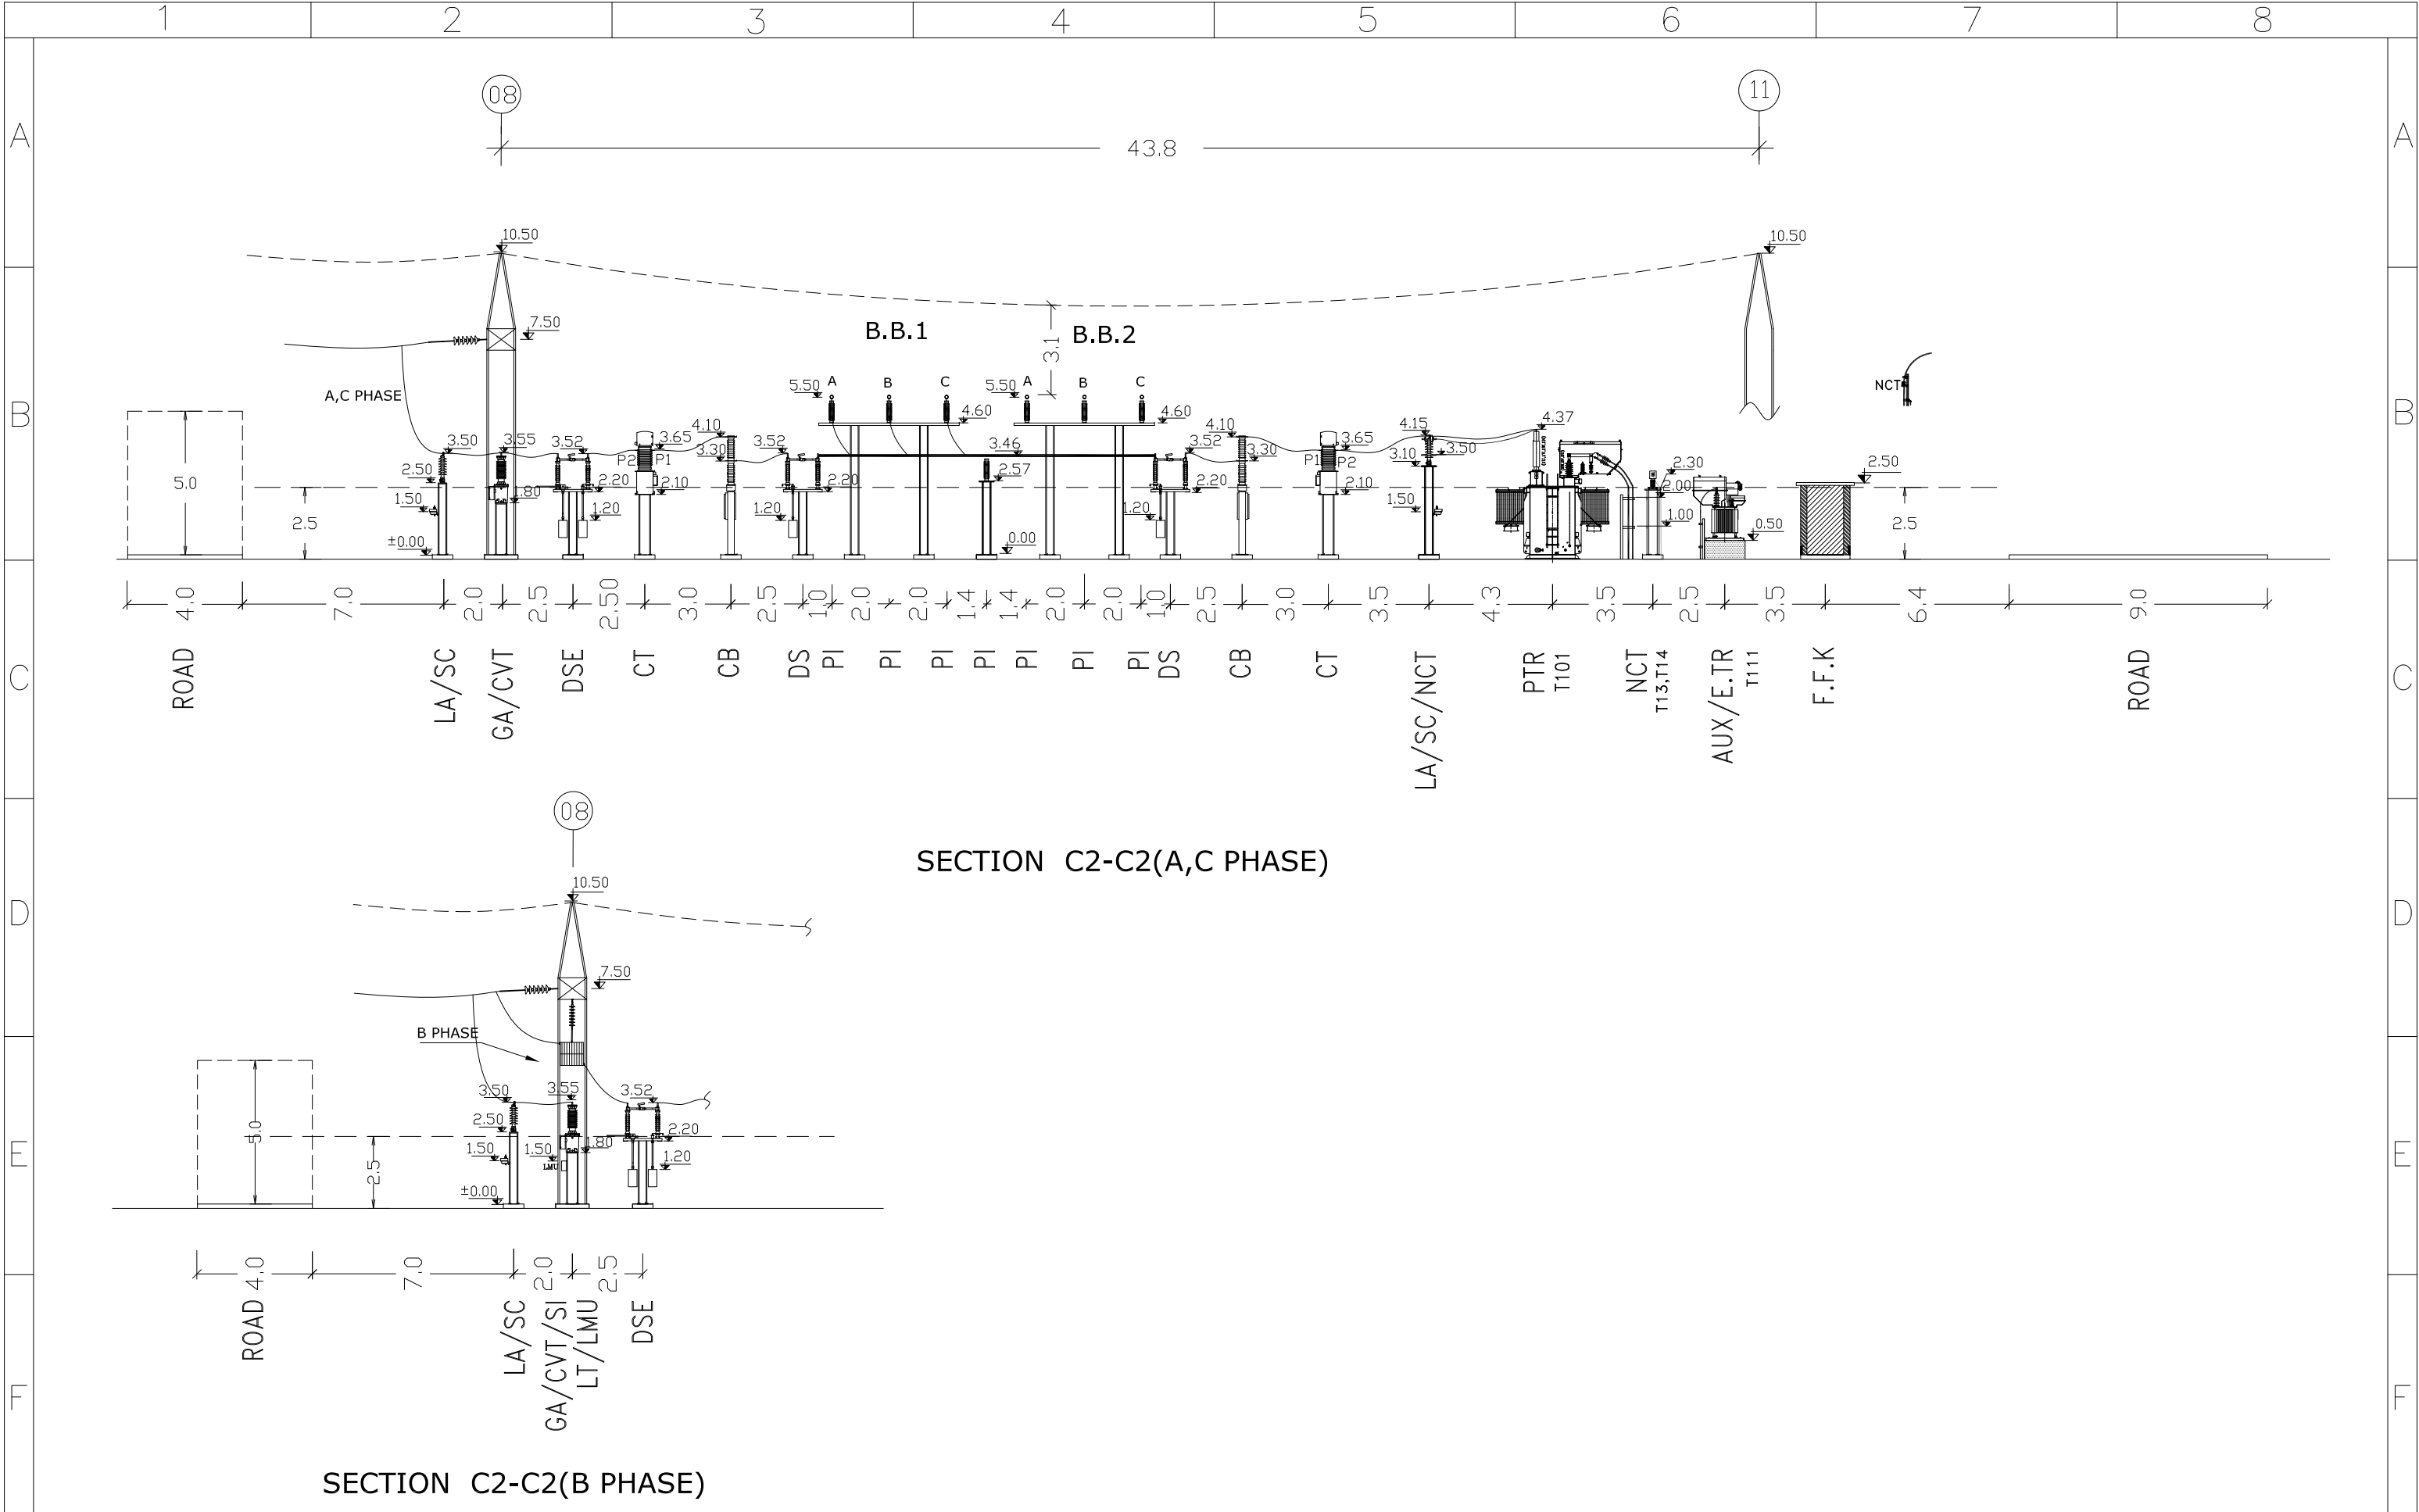 1 2 3 4 5 6 7 8
A A
08 11
43.8
10.50 10.50
7.50
B.B.1 B.B.2
3.1
A,C PHASE
5.50 A B C 5.50 A B C
NCT
B B
4.60 4.60
5.0
3.50 3.55 3.52 3.65 4.10 3.52 3.46 3.52 4.10 3.65 4.15 3.50 4.37
P2 P1 3.30 3.30 P1 P2 3.10
2.50 2.20 2.10 2.20 2.57 2.20 2.10 2.30 2.50
1.50 1.80 1.20 1.20 1.20 1.50 2.00 1.00 0.50
2.5 2.5
±0.00 0.00
4.0 7.0 2.0 2.5 2.50 3.0 2.5 1.0 2.0 2.0 1.4 1.4 2.0 2.0 1.0 2.5 3.0 3.5 4.3 3.5 2.5 3.5 6.4 9.0
C C
ROAD
LA/SC
GA/CVT
DSE
CT
CB
DS
PI
PI
PI
PI
PI
PI
PI
DS
CB
CT
LA/SC/NCT
PTR
T101
NCT
T13,T14
AUX/E.TR
T111
F.F.K
ROAD
SECTION C2-C2(A,C PHASE)
08
10.50
D D
7.50
B PHASE
3.50 3.55 3.52
5.0
2.50 2.20
1.50 1.50 1.80 1.20
LMU
2.5
±0.00
E E
4.0 7.0 2.0 2.5
ROAD
LA/SC
GA/CVT/SI
LT/LMU
DSE
F F
SECTION C2-C2(B PHASE)